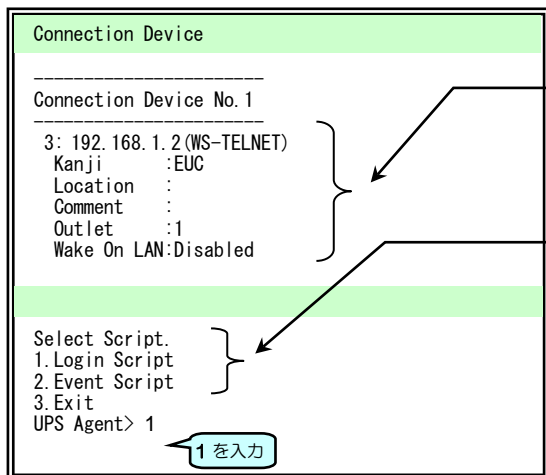 Connection Device
-----------------------
Connection Device No.1
-----------------------
3: 192.168.1.2(WS-TELNET)
Kanji :EUC
Location :
Comment :
Outlet :1
Wake On LAN:Disabled
Select Script.
1.Login Script
2.Event Script
3.Exit
UPS Agent> 1
1 を入力